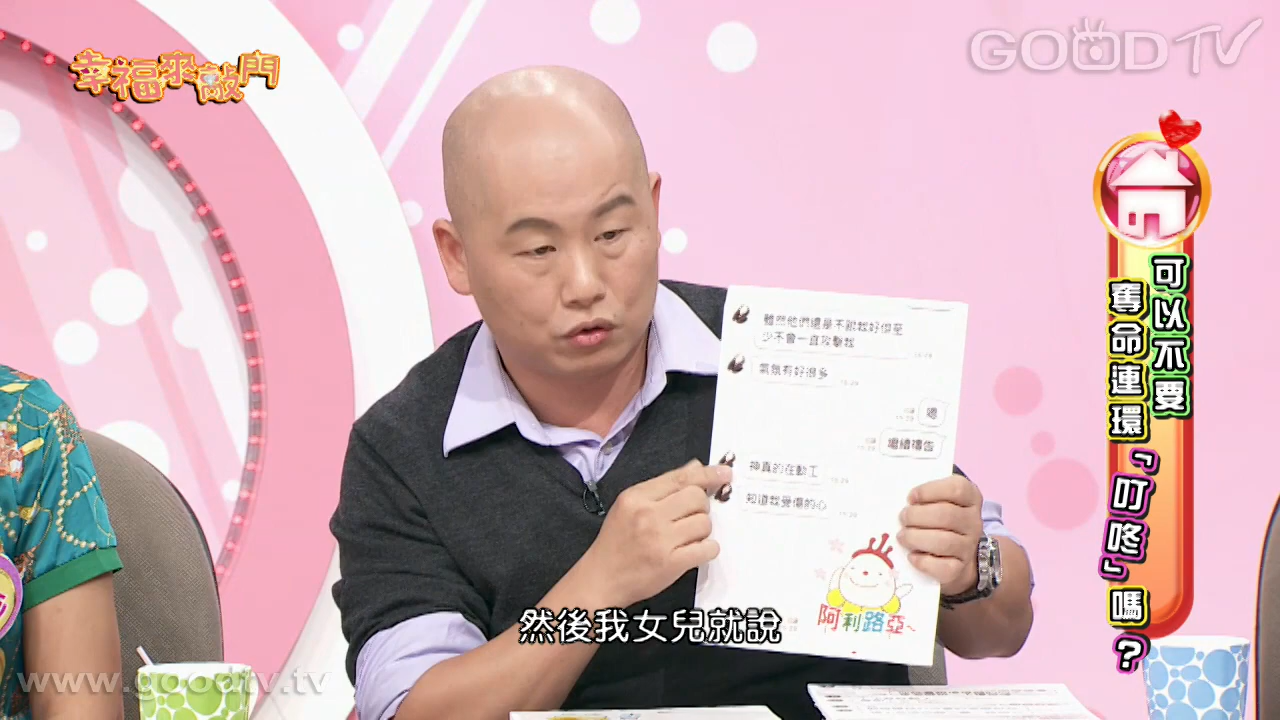 幸福來敲門
GOOD TV
可以不要
奪命連環「叮咚」嗎？
雖然他們還是不說我好但至
少不會一直攻擊我
氣氛有好很多
嗯
繼續禱告
神真的在動工
知道我受傷的心
阿利路亞~
然後我女兒就說
www.goodtv.tv